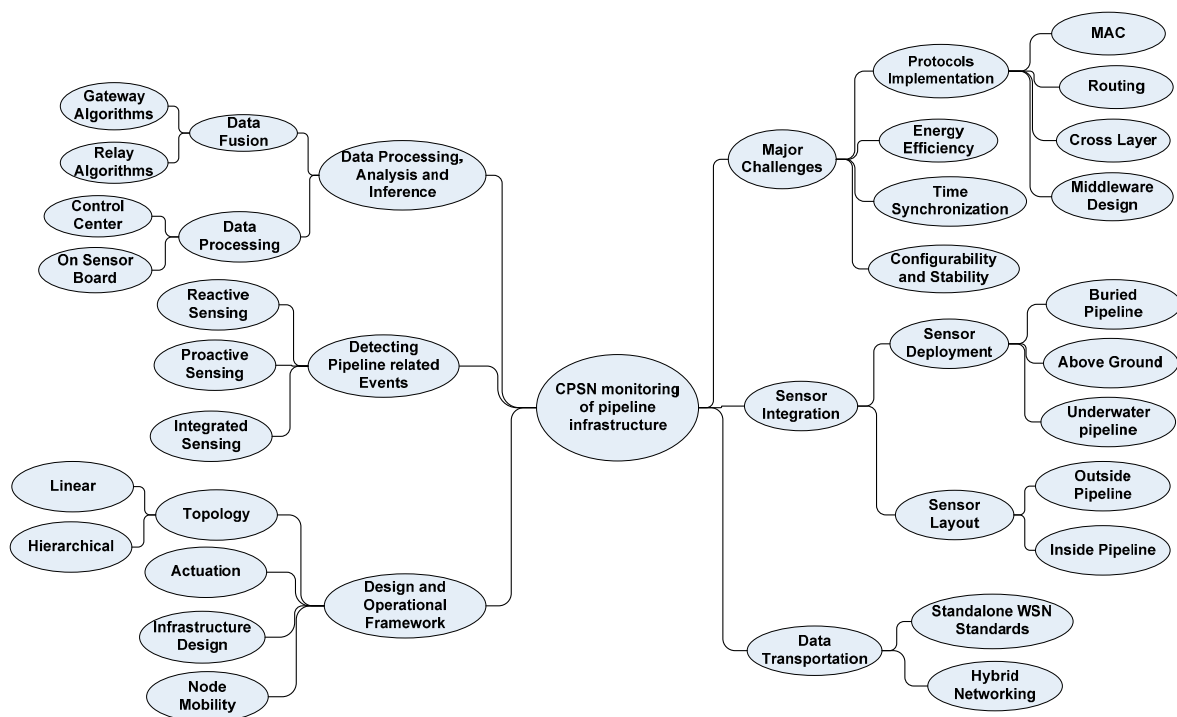 CPSN monitoring
of pipeline
infrastructure
Data Processing,
Analysis and
Inference
Data
Fusion
Gateway
Algorithms
Relay
Algorithms
Data
Processing
Control
Center
On Sensor
Board
Detecting
Pipeline related
Events
Reactive
Sensing
Proactive
Sensing
Integrated
Sensing
Design and
Operational
Framework
Topology
Linear
Hierarchical
Actuation
Infrastructure
Design
Node
Mobility
Major
Challenges
Protocols
Implementation
MAC
Routing
Cross Layer
Middleware
Design
Energy
Efficiency
Time
Synchronization
Configurability
and Stability
Sensor
Integration
Sensor
Deployment
Buried
Pipeline
Above Ground
Underwater
pipeline
Sensor
Layout
Outside
Pipeline
Inside Pipeline
Data
Transportation
Standalone WSN
Standards
Hybrid
Networking